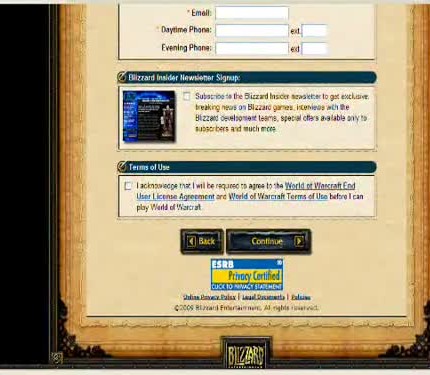 * Email:
* Daytime Phone: ext.
Evening Phone: ext.
Blizzard Insider Newsletter Signup:
Subscribe to the Blizzard Insider newsletter to get exclusive,
breaking news on Blizzard games, interviews with the
Blizzard development teams, special offers available only to
subscribers and much more.
Terms of Use
I acknowledge that I will be required to agree to the World of Warcraft End
User License Agreement and World of Warcraft Terms of Use before I can
play World of Warcraft.
Back Continue
ESRB ®
Privacy Certified
CLICK TO PRIVACY STATEMENT
Online Privacy Policy | Legal Documents | Policies
Blizzard Entertainment. All rights reserved.
BLIZZARD
ENTERTAINMENT